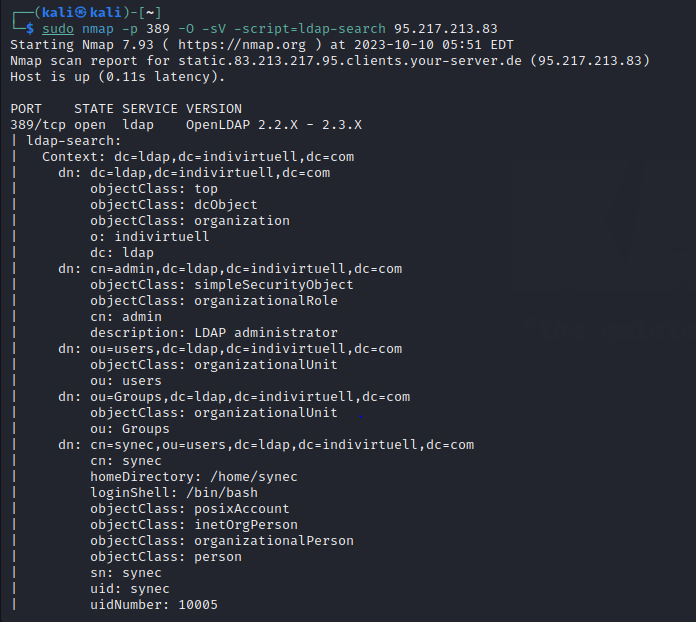 ┌──(kali㉿kali)-[~]
└─$ sudo nmap -p 389 -O -sV -script=ldap-search 95.217.213.83
Starting Nmap 7.93 ( https://nmap.org ) at 2023-10-10 05:51 EDT
Nmap scan report for static.83.213.217.95.clients.your-server.de (95.217.213.83)
Host is up (0.11s latency).

PORT    STATE SERVICE VERSION
389/tcp open  ldap    OpenLDAP 2.2.X - 2.3.X
| ldap-search:
|   Context: dc=ldap,dc=indivirtuell,dc=com
|     dn: dc=ldap,dc=indivirtuell,dc=com
|         objectClass: top
|         objectClass: dcObject
|         objectClass: organization
|         o: indivirtuell
|         dc: ldap
|     dn: cn=admin,dc=ldap,dc=indivirtuell,dc=com
|         objectClass: simpleSecurityObject
|         objectClass: organizationalRole
|         cn: admin
|         description: LDAP administrator
|     dn: ou=users,dc=ldap,dc=indivirtuell,dc=com
|         objectClass: organizationalUnit
|         ou: users
|     dn: ou=Groups,dc=ldap,dc=indivirtuell,dc=com
|         objectClass: organizationalUnit
|         ou: Groups
|     dn: cn=synec,ou=users,dc=ldap,dc=indivirtuell,dc=com
|         cn: synec
|         homeDirectory: /home/synec
|         loginShell: /bin/bash
|         objectClass: posixAccount
|         objectClass: inetOrgPerson
|         objectClass: organizationalPerson
|         objectClass: person
|         sn: synec
|         uid: synec
|         uidNumber: 10005